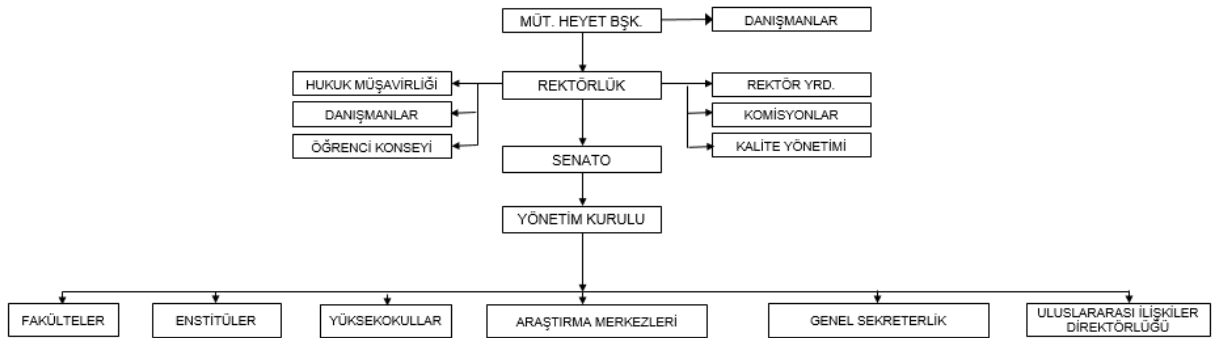 MÜT. HEYET BŞK.
DANIŞMANLAR
HUKUK MÜŞAVİRLİĞİ
REKTÖRLÜK
REKTÖR YRD.
DANIŞMANLAR
KOMİSYONLAR
ÖĞRENCİ KONSEYİ
SENATO
KALİTE YÖNETİMİ
YÖNETİM KURULU
FAKÜLTELER
ENSTİTÜLER
YÜKSEKOKULLAR
ARAŞTIRMA MERKEZLERİ
GENEL SEKRETERLİK
ULUSLARARASI İLİŞKİLER
DİREKTÖRLÜĞÜ